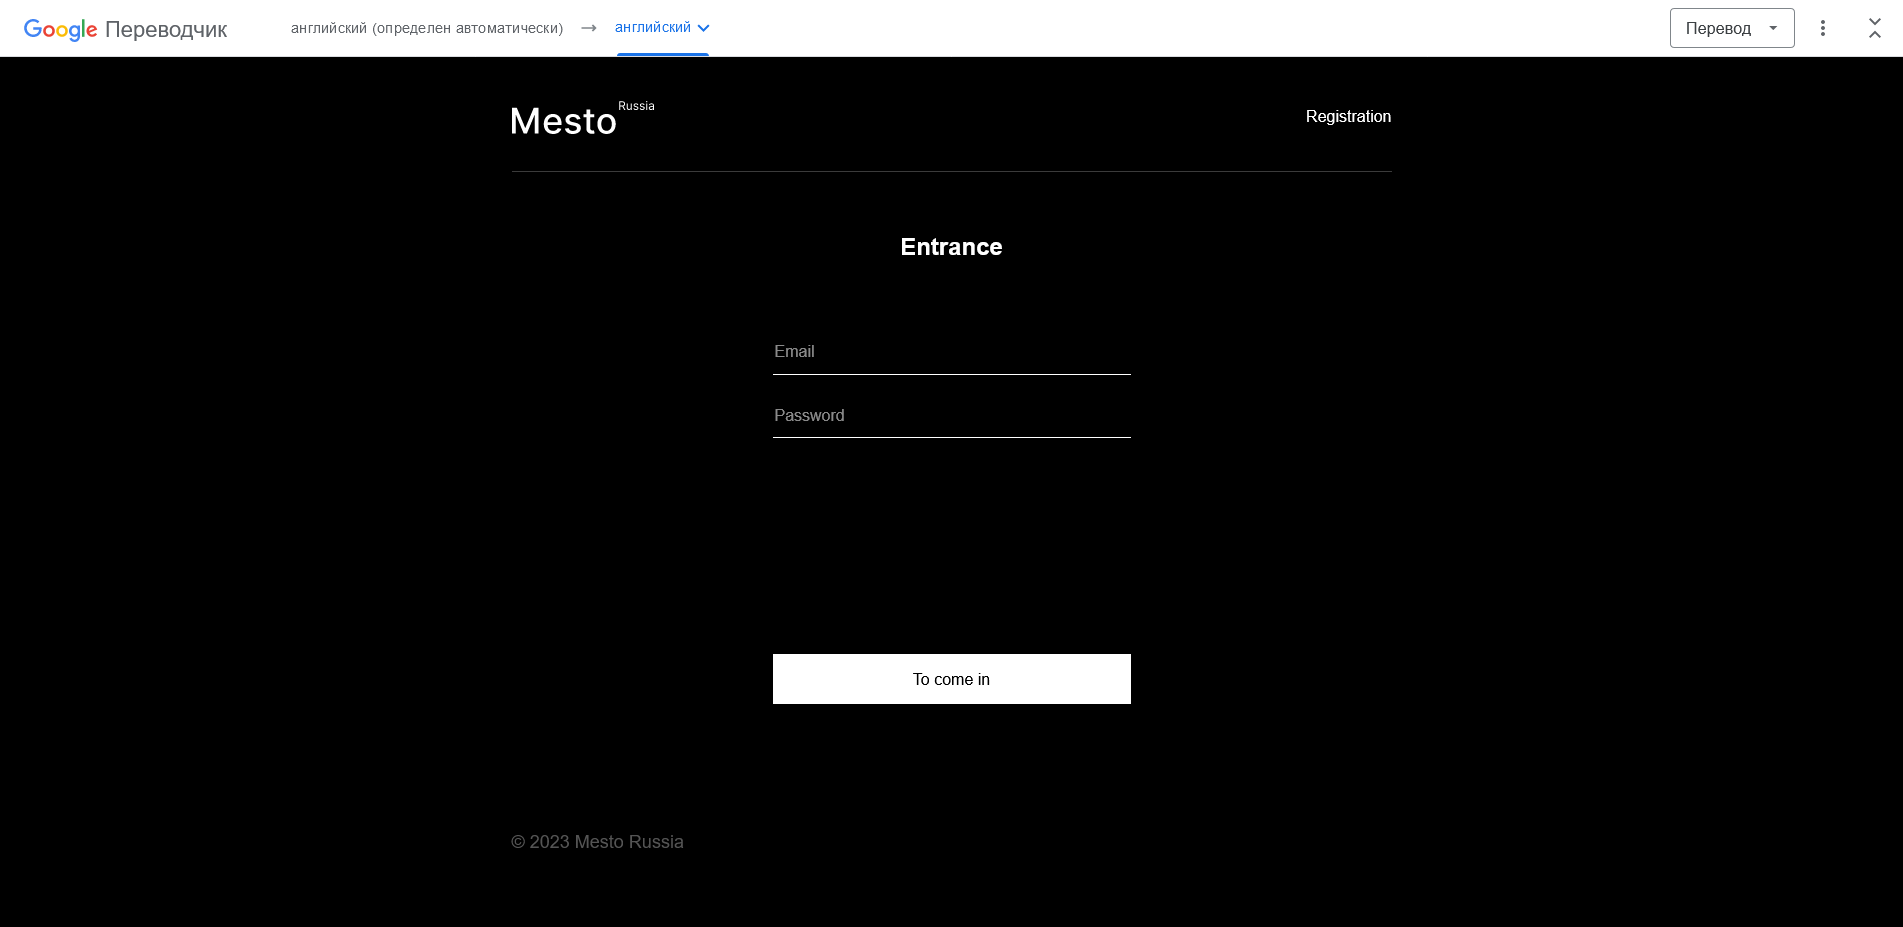 Google Переводчик
английский (определен автоматически) → английский
Перевод
Mesto Russia
Registration
Entrance
Email
Password
To come in
© 2023 Mesto Russia